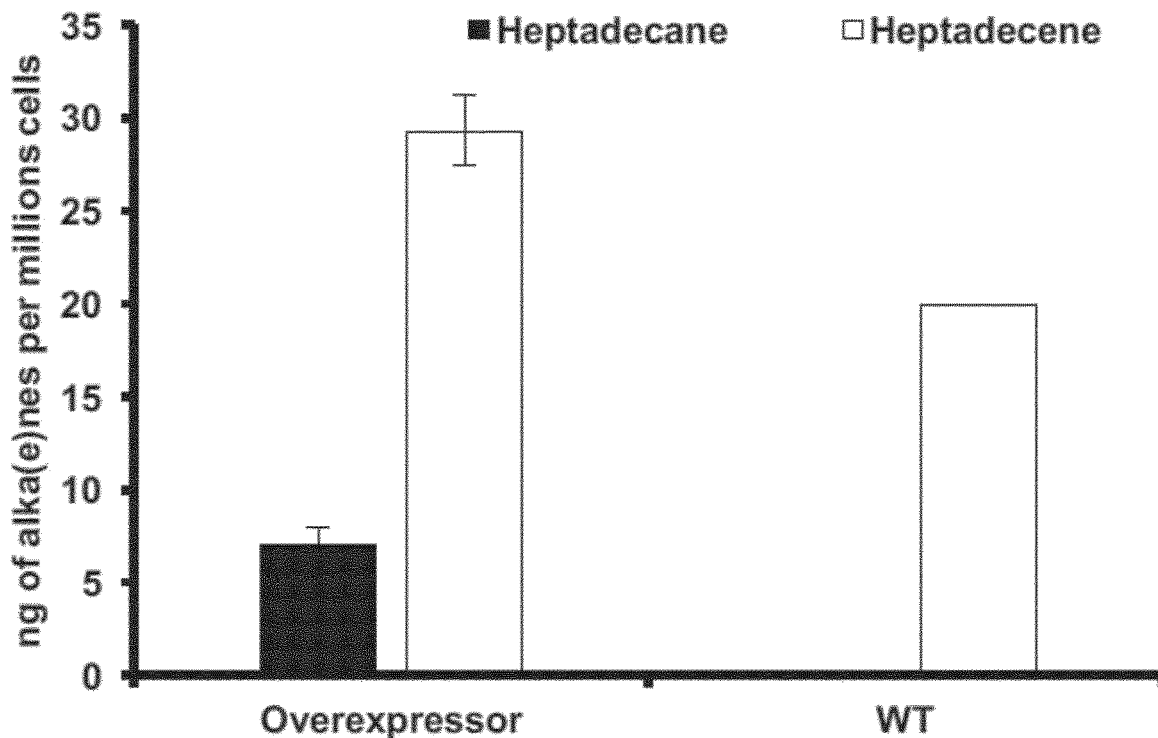 ng of alka(e)nes per millions cells
Heptadecane
Heptadecene
35
30
25
20
15
10
5
0
Overexpressor
WT